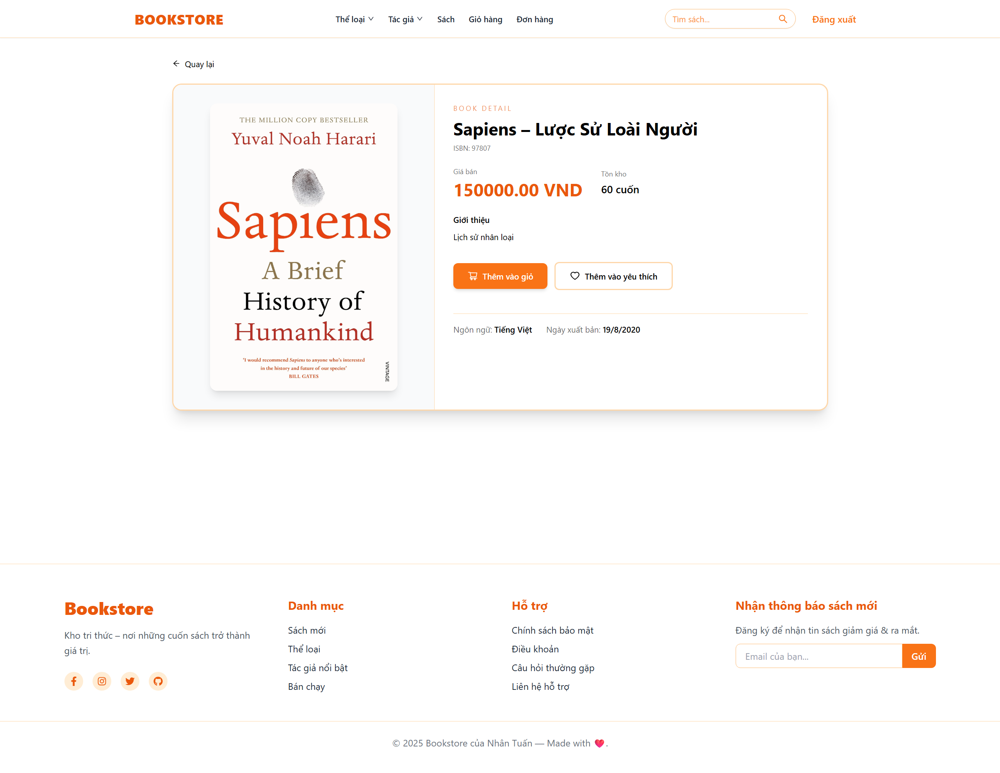 BOOKSTORE
Thể loại
Tác giả
Sách
Giỏ hàng
Đơn hàng
Tìm sách...
Đăng xuất
Quay lại
THE MILLION COPY BESTSELLER
Yuval Noah Harari
Sapiens
A Brief
History of
Humankind
‘I would recommend Sapiens to anyone who’s interested
in the history and future of our species’
BILL GATES
VINTAGE
BOOK DETAIL
Sapiens – Lược Sử Loài Người
ISBN: 97807
Giá bán
150000.00 VND
Tồn kho
60 cuốn
Giới thiệu
Lịch sử nhân loại
Thêm vào giỏ
Thêm vào yêu thích
Ngôn ngữ: Tiếng Việt
Ngày xuất bản: 19/8/2020
Bookstore
Kho tri thức – nơi những cuốn sách trở thành
giá trị.
Danh mục
Sách mới
Thể loại
Tác giả nổi bật
Bán chạy
Hỗ trợ
Chính sách bảo mật
Điều khoản
Câu hỏi thường gặp
Liên hệ hỗ trợ
Nhận thông báo sách mới
Đăng ký để nhận tin sách giảm giá & ra mắt.
Email của bạn...
Gửi
© 2025 Bookstore của Nhân Tuấn — Made with ❤️.